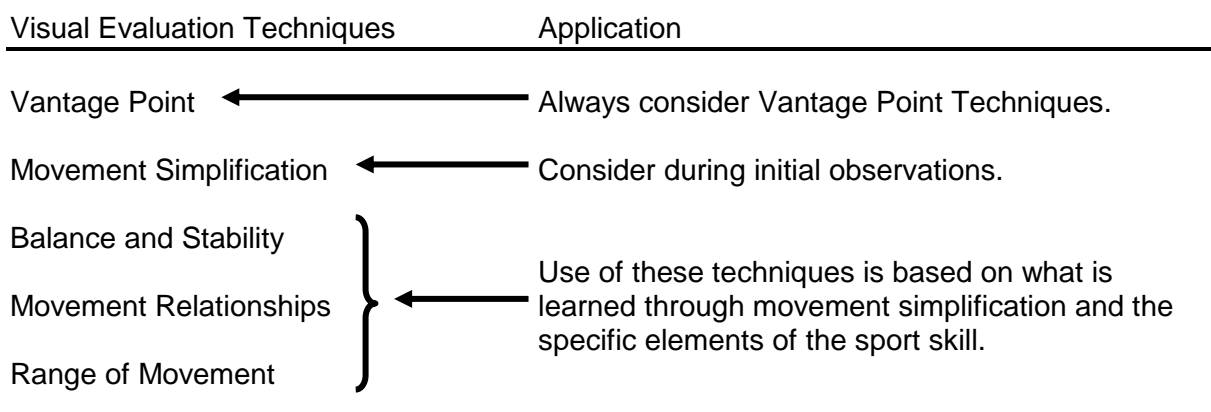 Visual Evaluation Techniques Application
Vantage Point Always consider Vantage Point Techniques.
Movement Simplification Consider during initial observations.
Balance and Stability
Movement Relationships
Range of Movement
Use of these techniques is based on what is
learned through movement simplification and the
specific elements of the sport skill.